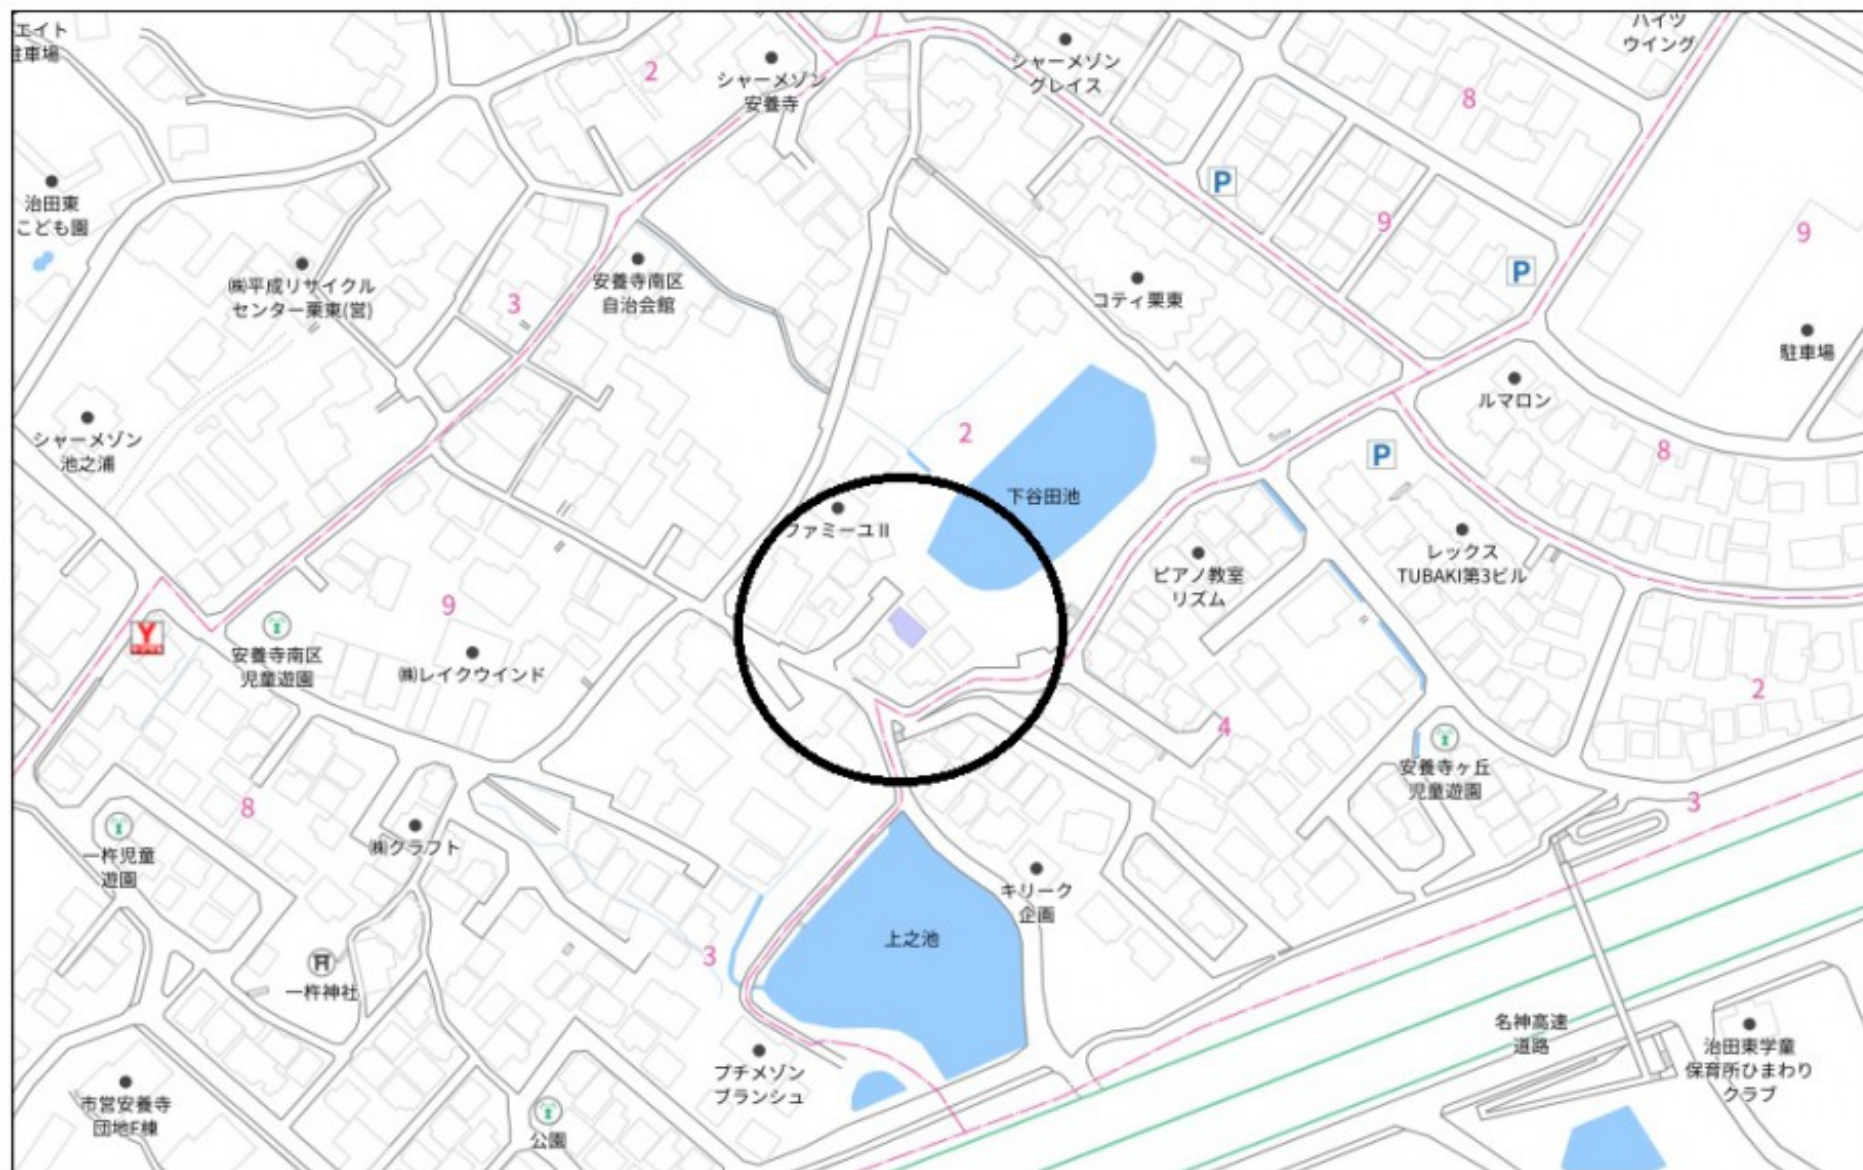 エイト
駐車場
2
シャーメゾン
安養寺
シャーメゾン
グレイス
ハイツ
ウイング
8
P
治田東
こども園
9
9
㈱平成リサイクル
センター栗東(営)
3
安養寺南区
自治会館
コティ栗東
P
駐車場
シャーメゾン
池之浦
2
ルマロン
P
8
下谷田池
ファミーユⅡ
ピアノ教室
リズム
レックス
TUBAKI第3ビル
9
Y
安養寺南区
児童遊園
㈱レイクウインド
2
4
安養寺ヶ丘
児童遊園
8
3
一杵児童
遊園
㈱クラフト
キリーク
企画
上之池
3
一杵神社
名神高速
道路
治田東学童
保育所ひまわり
クラブ
プチメゾン
ブランシュ
市営安養寺
団地E棟
公園